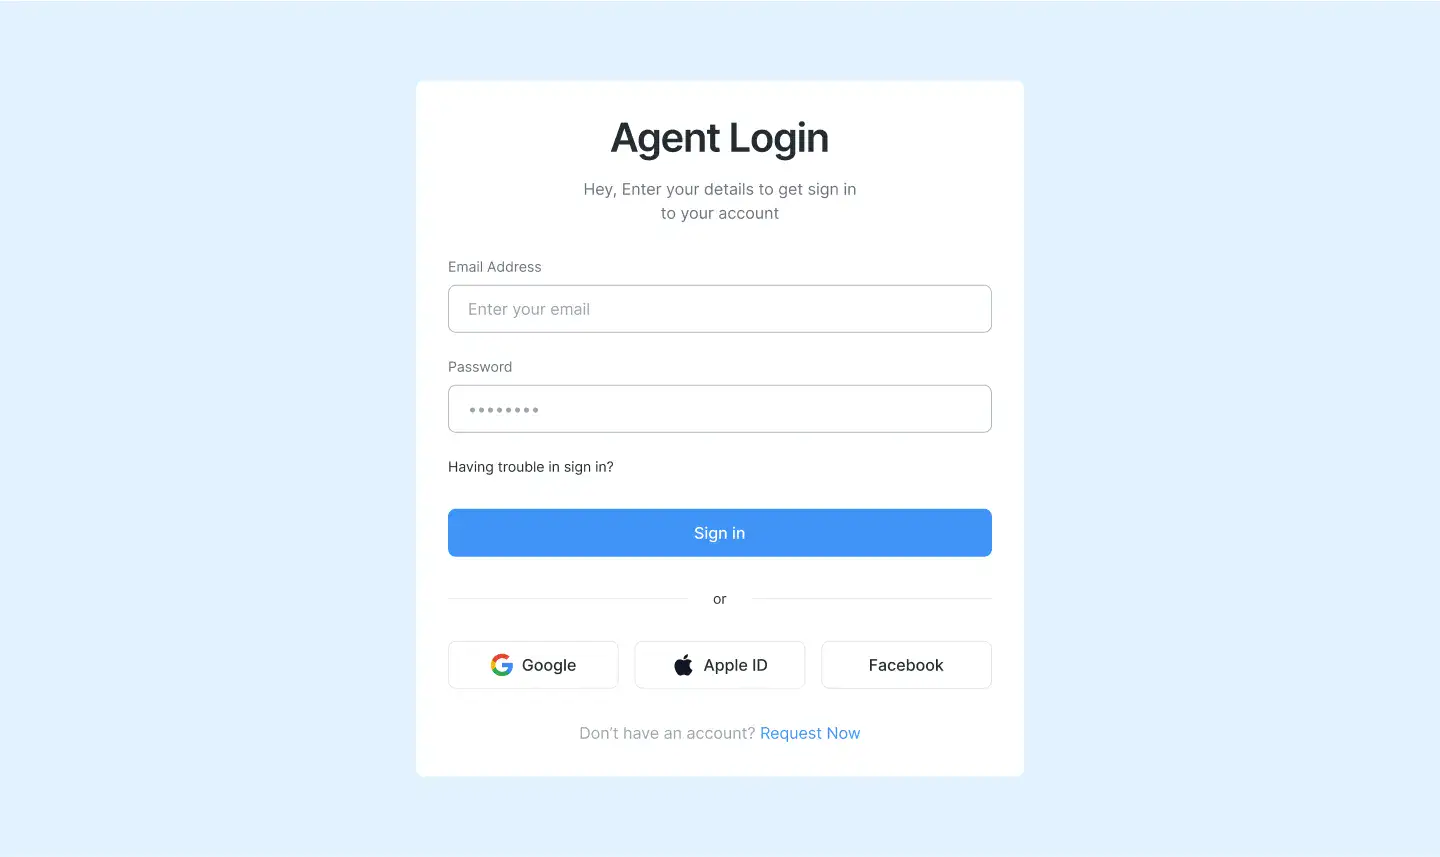 Agent Login
Hey, Enter your details to get sign in
to your account
Email Address
Enter your email
Password
••••••••
Having trouble in sign in?
Sign in
or
Google
Apple ID
Facebook
Don’t have an account? Request Now